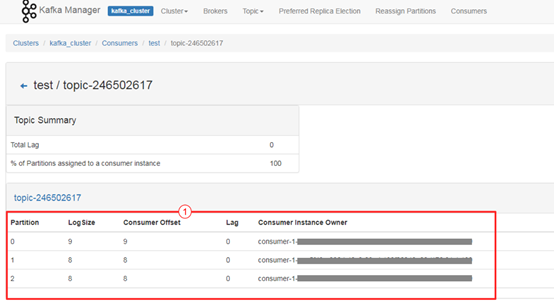 Kafka Manager kafka_cluster Cluster Brokers Topic Preferred Replica Election Reassign Partitions Consumers
Clusters / kafka_cluster / Consumers / test / topic-246502617
← test / topic-246502617
Topic Summary
Total Lag 0
% of Partitions assigned to a consumer instance 100
topic-246502617
1
Partition LogSize Consumer Offset Lag Consumer Instance Owner
0 9 9 0 consumer-1-
1 8 8 0 consumer-1-
2 8 8 0 consumer-1-